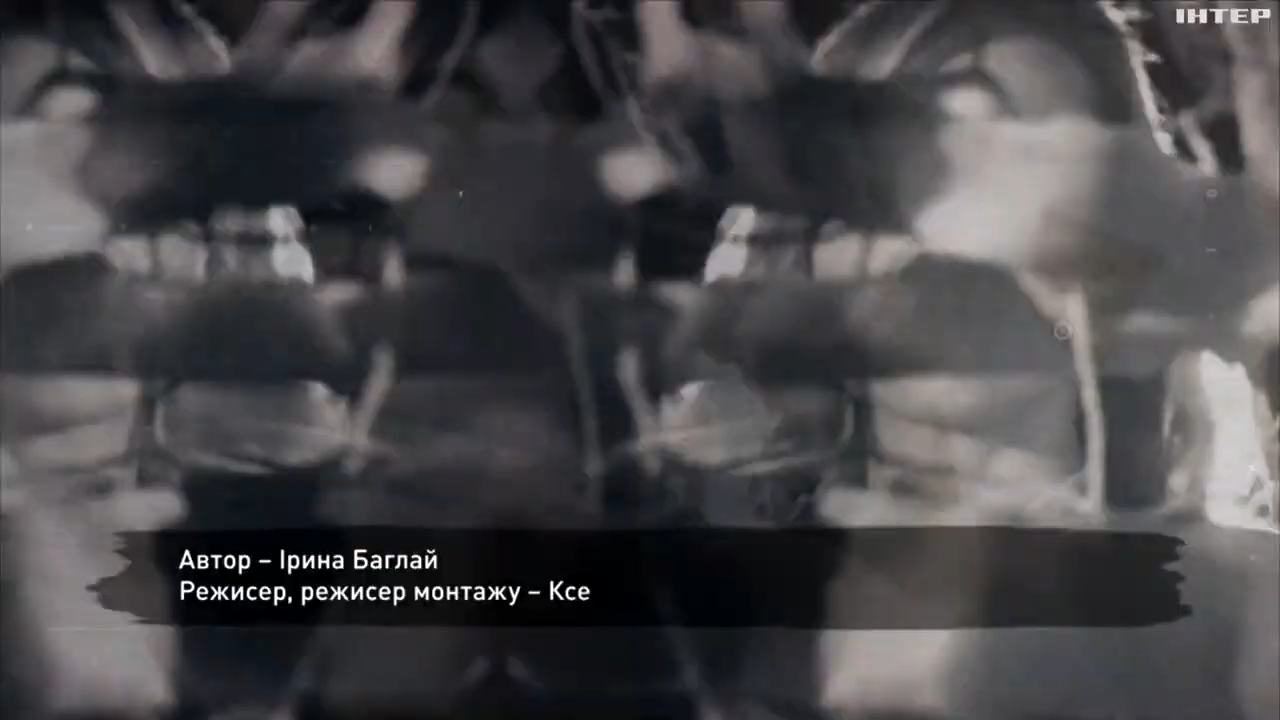 ІНТЕР
Автор – Ірина Баглай
Режисер, режисер монтажу – Ксе